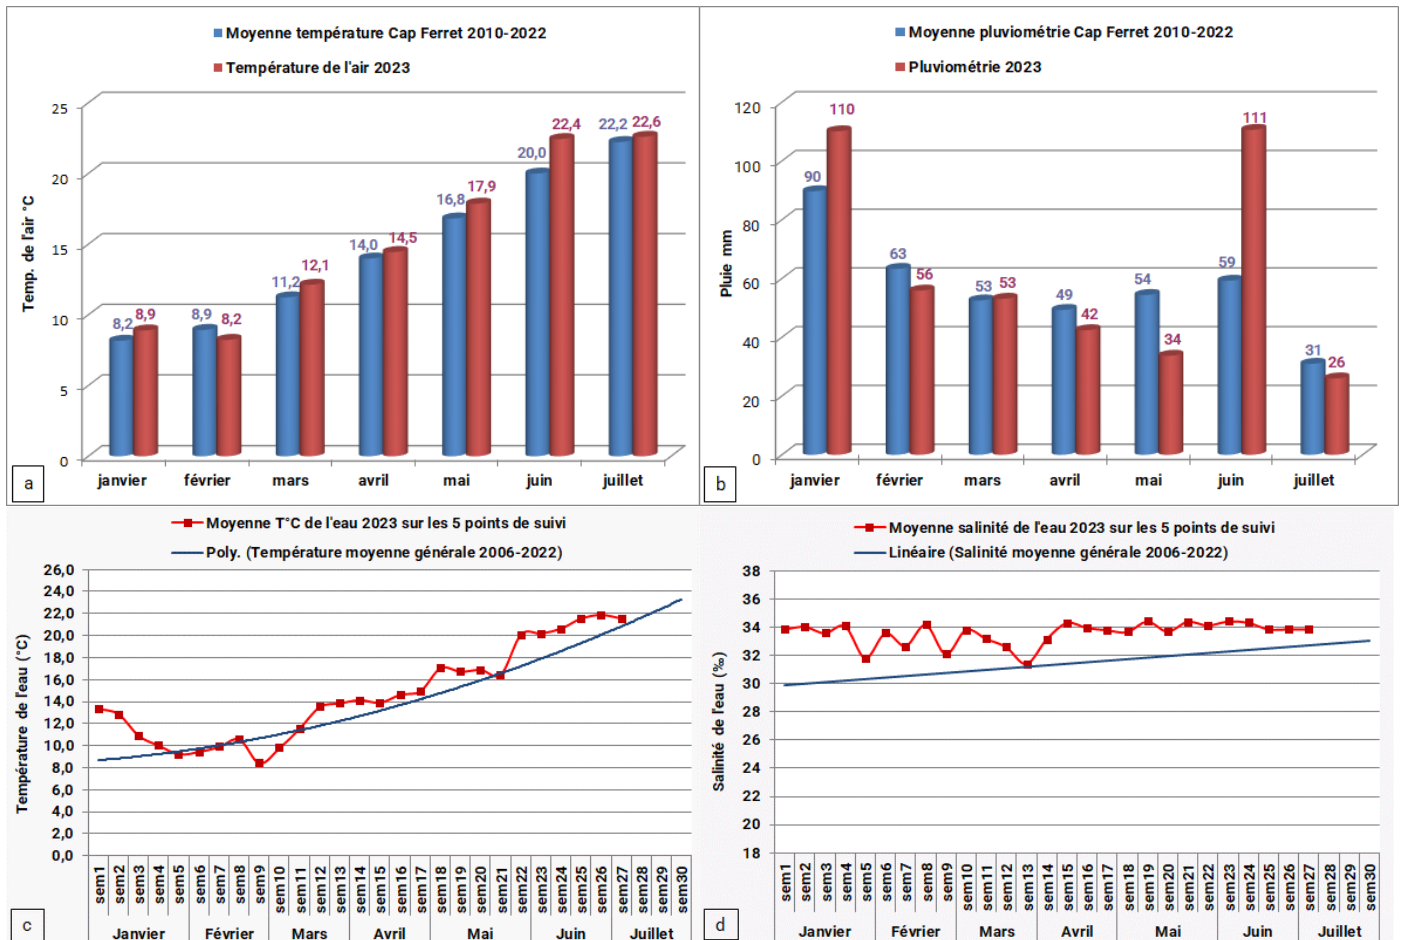 Moyenne température Cap Ferret 2010-2022
Température de l'air 2023
Temp. de l'air °C
25
20
15
10
5
0
8,2 8,9 8,9 8,2 11,2 12,1 14,0 14,5 16,8 17,9 20,0 22,4 22,2 22,6
janvier février mars avril mai juin juillet
a
Moyenne pluviométrie Cap Ferret 2010-2022
Pluviométrie 2023
Pluie mm
120
100
80
60
40
20
0
90 110 63 56 53 53 49 42 54 34 59 111 31 26
janvier février mars avril mai juin juillet
b
Moyenne T°C de l'eau 2023 sur les 5 points de suivi
Poly. (Température moyenne générale 2006-2022)
Température de l'eau (°C)
26,0
24,0
22,0
20,0
18,0
16,0
14,0
12,0
10,0
8,0
6,0
4,0
2,0
0,0
sem1 sem2 sem3 sem4 sem5 sem6 sem7 sem8 sem9 sem10 sem11 sem12 sem13 sem14 sem15 sem16 sem17 sem18 sem19 sem20 sem21 sem22 sem23 sem24 sem25 sem26 sem27 sem28 sem29 sem30
Janvier Février Mars Avril Mai Juin Juillet
c
Moyenne salinité de l'eau 2023 sur les 5 points de suivi
Linéaire (Salinité moyenne générale 2006-2022)
Salinité de l'eau (‰)
38
36
34
32
30
28
26
24
22
20
18
sem1 sem2 sem3 sem4 sem5 sem6 sem7 sem8 sem9 sem10 sem11 sem12 sem13 sem14 sem15 sem16 sem17 sem18 sem19 sem20 sem21 sem22 sem23 sem24 sem25 sem26 sem27 sem28 sem29 sem30
Janvier Février Mars Avril Mai Juin Juillet
d